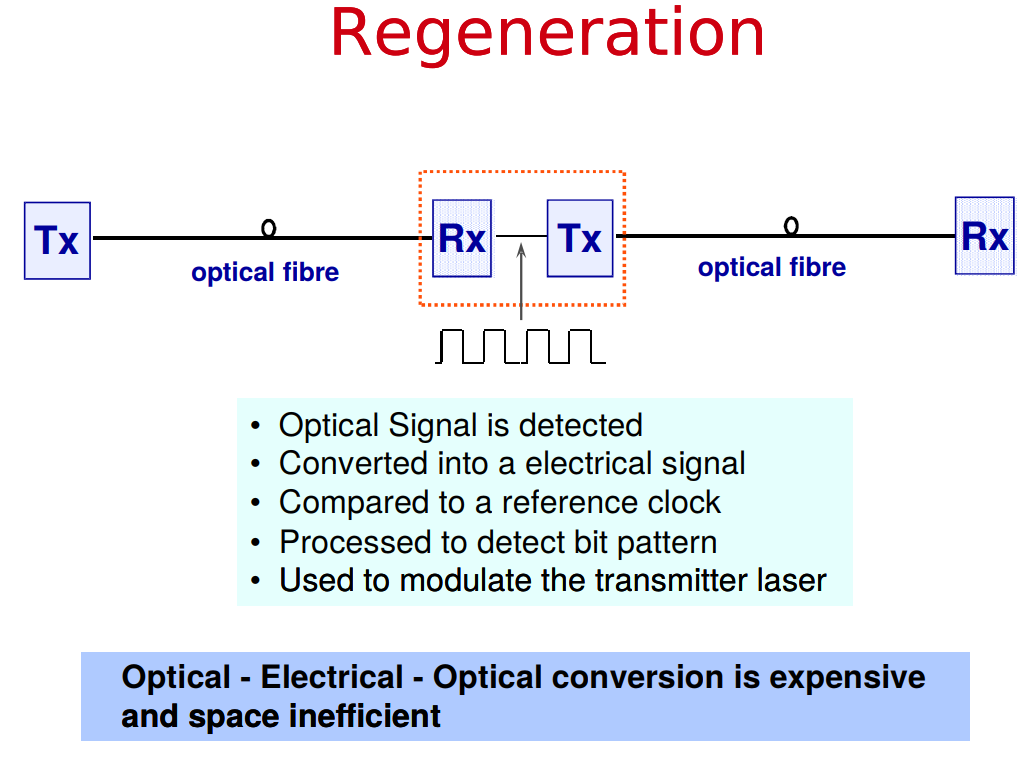 Regeneration
Tx
optical fibre
Rx
Tx
optical fibre
Rx
• Optical Signal is detected
• Converted into a electrical signal
• Compared to a reference clock
• Processed to detect bit pattern
• Used to modulate the transmitter laser
Optical - Electrical - Optical conversion is expensive
and space inefficient